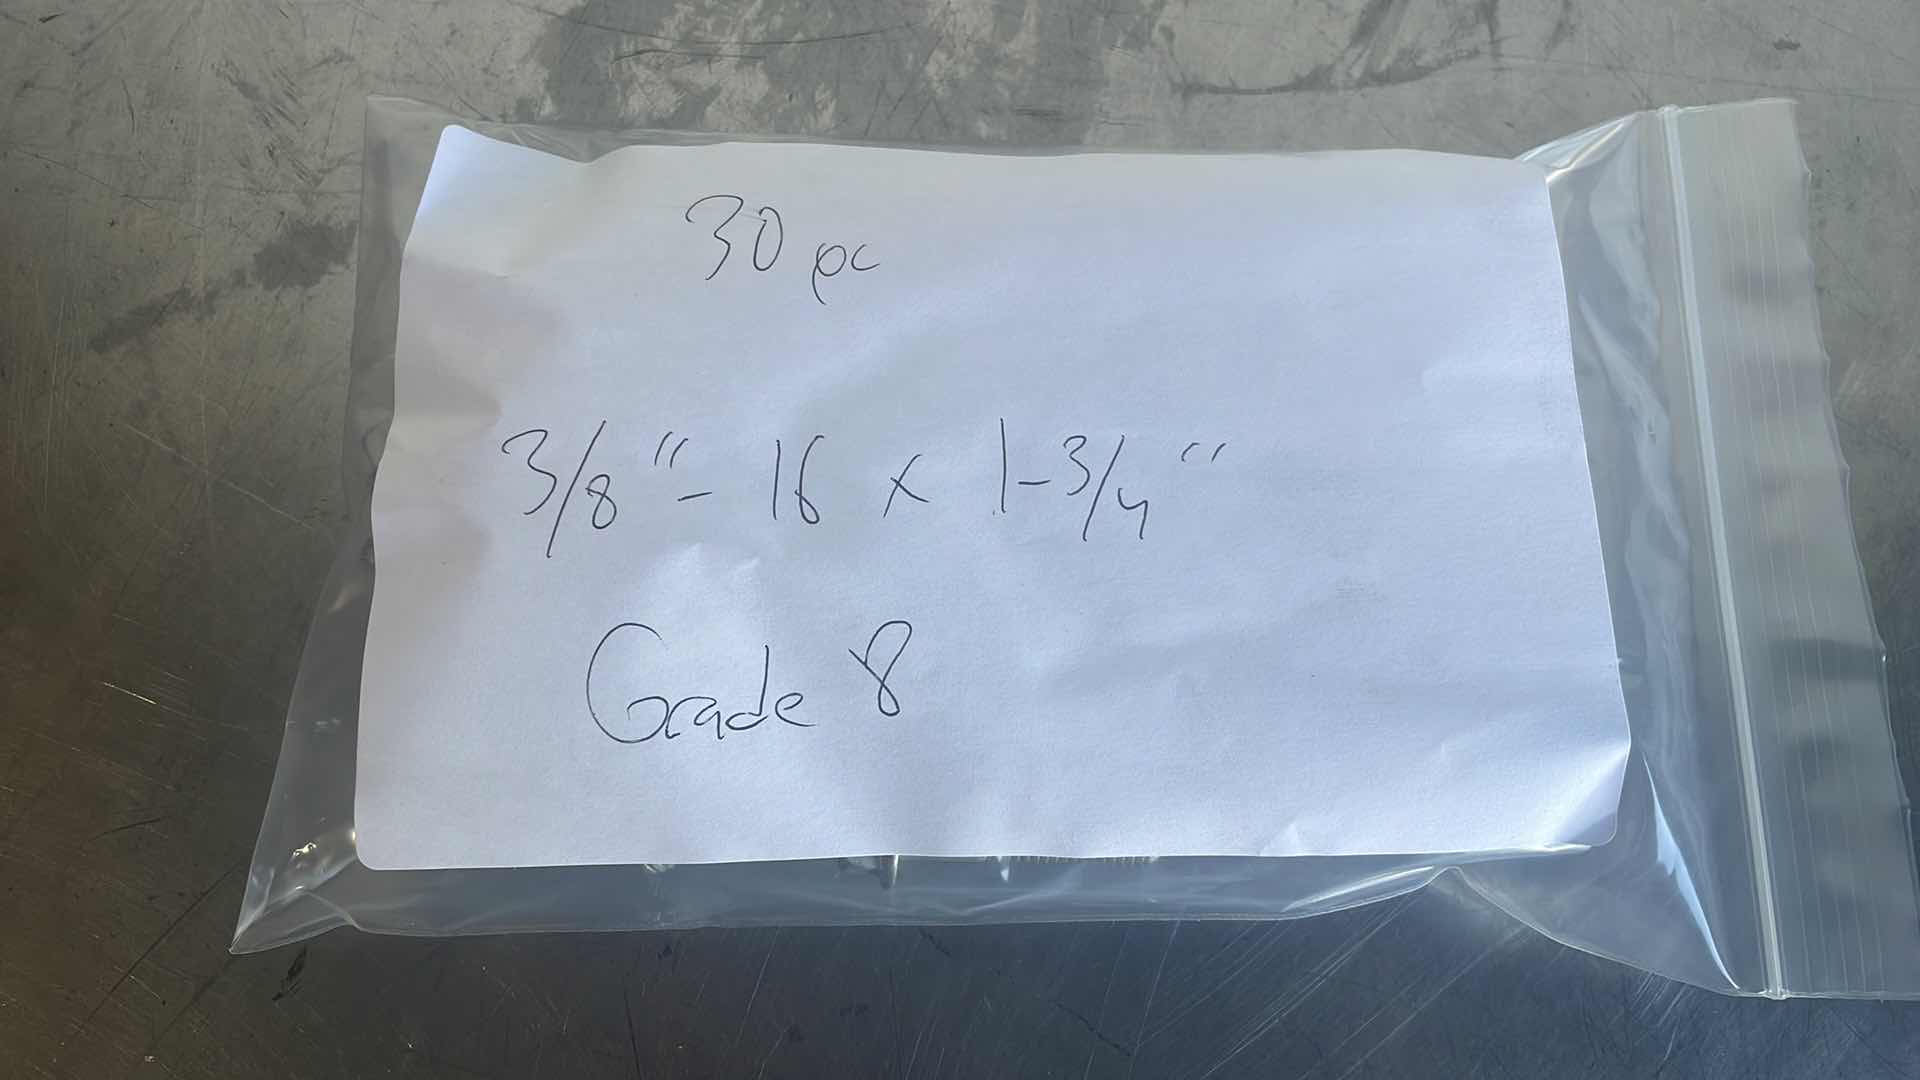 30 pc
3/8"- 16 x 1-3/4"
Grade 8